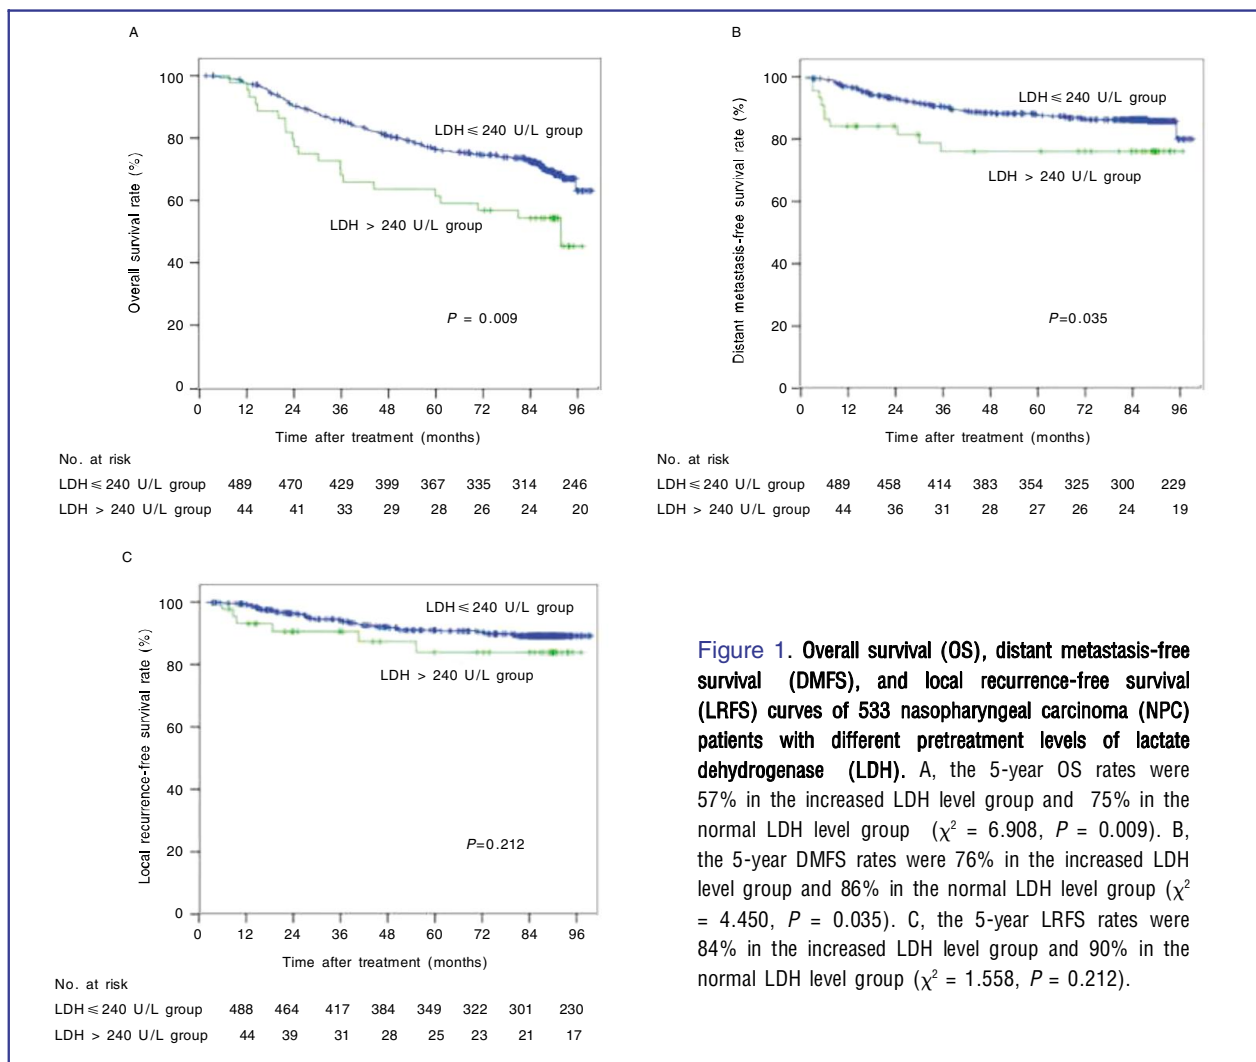 A
Overall survival rate (%)
100
80
60
40
20
0
LDH ≤ 240 U/L group
LDH > 240 U/L group
P = 0.009
0 12 24 36 48 60 72 84 96
Time after treatment (months)
No. at risk
LDH ≤ 240 U/L group 489 470 429 399 367 335 314 246
LDH > 240 U/L group 44 41 33 29 28 26 24 20
B
Distant metastasis-free survival rate (%)
100
80
60
40
20
0
LDH ≤ 240 U/L group
LDH > 240 U/L group
P=0.035
0 12 24 36 48 60 72 84 96
Time after treatment (months)
No. at risk
LDH ≤ 240 U/L group 489 458 414 383 354 325 300 229
LDH > 240 U/L group 44 36 31 28 27 26 24 19
C
Local recurrence-free survival rate (%)
100
80
60
40
20
0
LDH ≤ 240 U/L group
LDH > 240 U/L group
P=0.212
0 12 24 36 48 60 72 84 96
Time after treatment (months)
No. at risk
LDH ≤ 240 U/L group 488 464 417 384 349 322 301 230
LDH > 240 U/L group 44 39 31 28 25 23 21 17
Figure 1. Overall survival (OS), distant metastasis-free
survival (DMFS), and local recurrence-free survival
(LRFS) curves of 533 nasopharyngeal carcinoma (NPC)
patients with different pretreatment levels of lactate
dehydrogenase (LDH). A, the 5-year OS rates were
57% in the increased LDH level group and 75% in the
normal LDH level group (χ² = 6.908, P = 0.009). B,
the 5-year DMFS rates were 76% in the increased LDH
level group and 86% in the normal LDH level group (χ²
= 4.450, P = 0.035). C, the 5-year LRFS rates were
84% in the increased LDH level group and 90% in the
normal LDH level group (χ² = 1.558, P = 0.212).